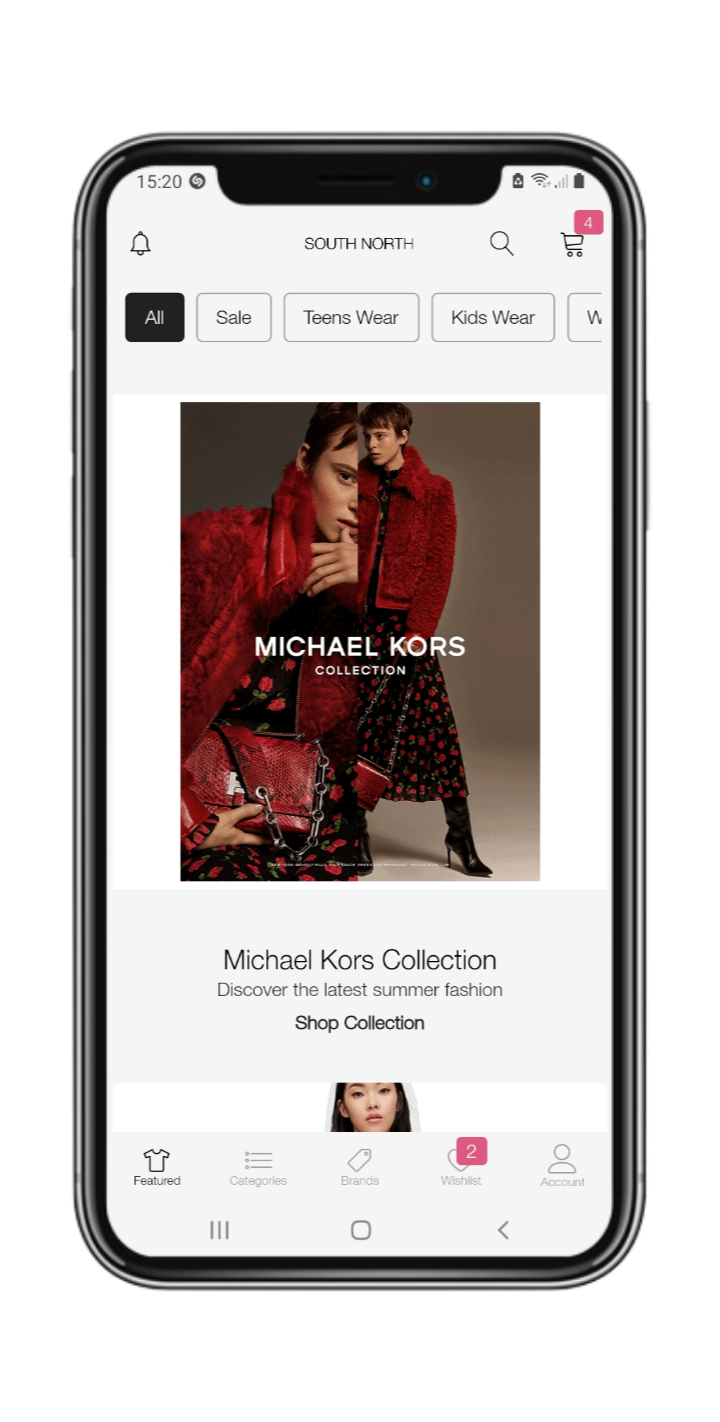 15:20
4
SOUTH NORTH
All
Sale
Teens Wear
Kids Wear
W
MICHAEL KORS
COLLECTION
Michael Kors Collection
Discover the latest summer fashion
Shop Collection
2
Featured
Categories
Brands
Wishlist
Account